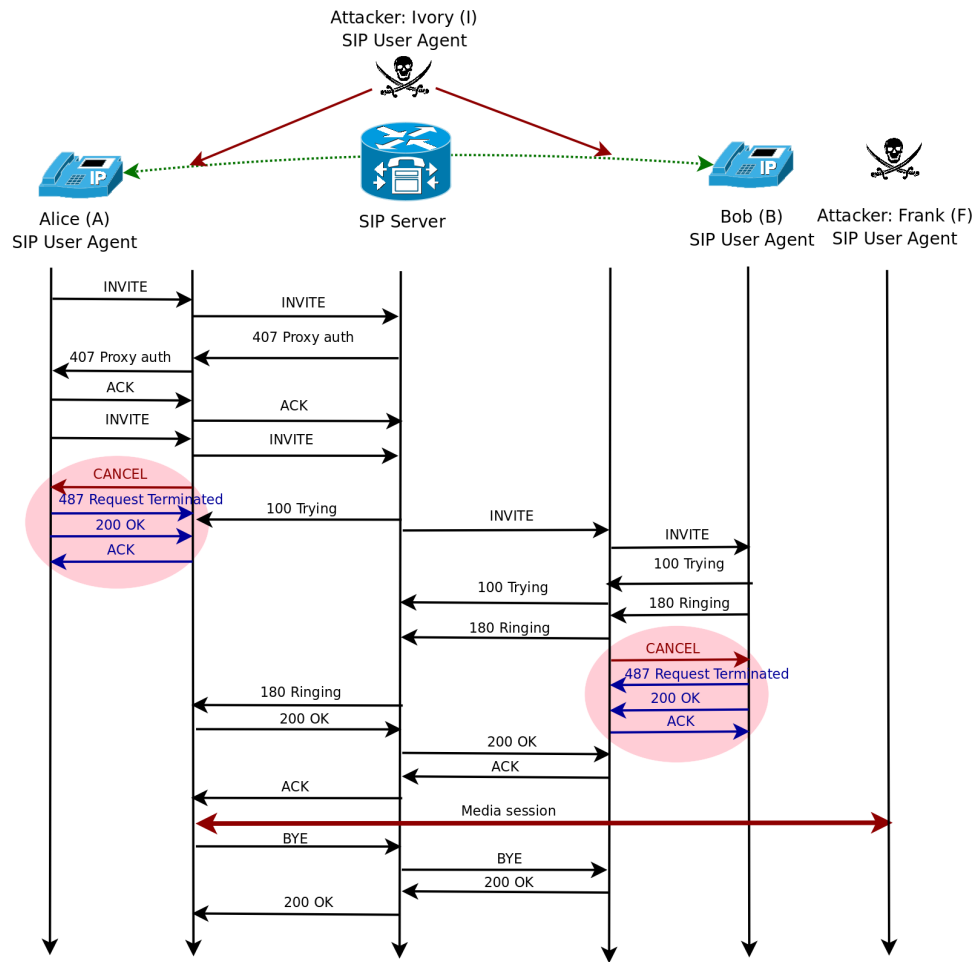 Attacker: Ivory (I)
SIP User Agent
IP
IP
Alice (A)
SIP User Agent
SIP Server
Bob (B)
SIP User Agent
Attacker: Frank (F)
SIP User Agent
INVITE
INVITE
407 Proxy auth
407 Proxy auth
ACK
ACK
INVITE
INVITE
CANCEL
487 Request Terminated
100 Trying
INVITE
200 OK
INVITE
ACK
100 Trying
100 Trying
180 Ringing
180 Ringing
CANCEL
487 Request Terminated
180 Ringing
200 OK
200 OK
ACK
200 OK
ACK
ACK
Media session
BYE
BYE
200 OK
200 OK